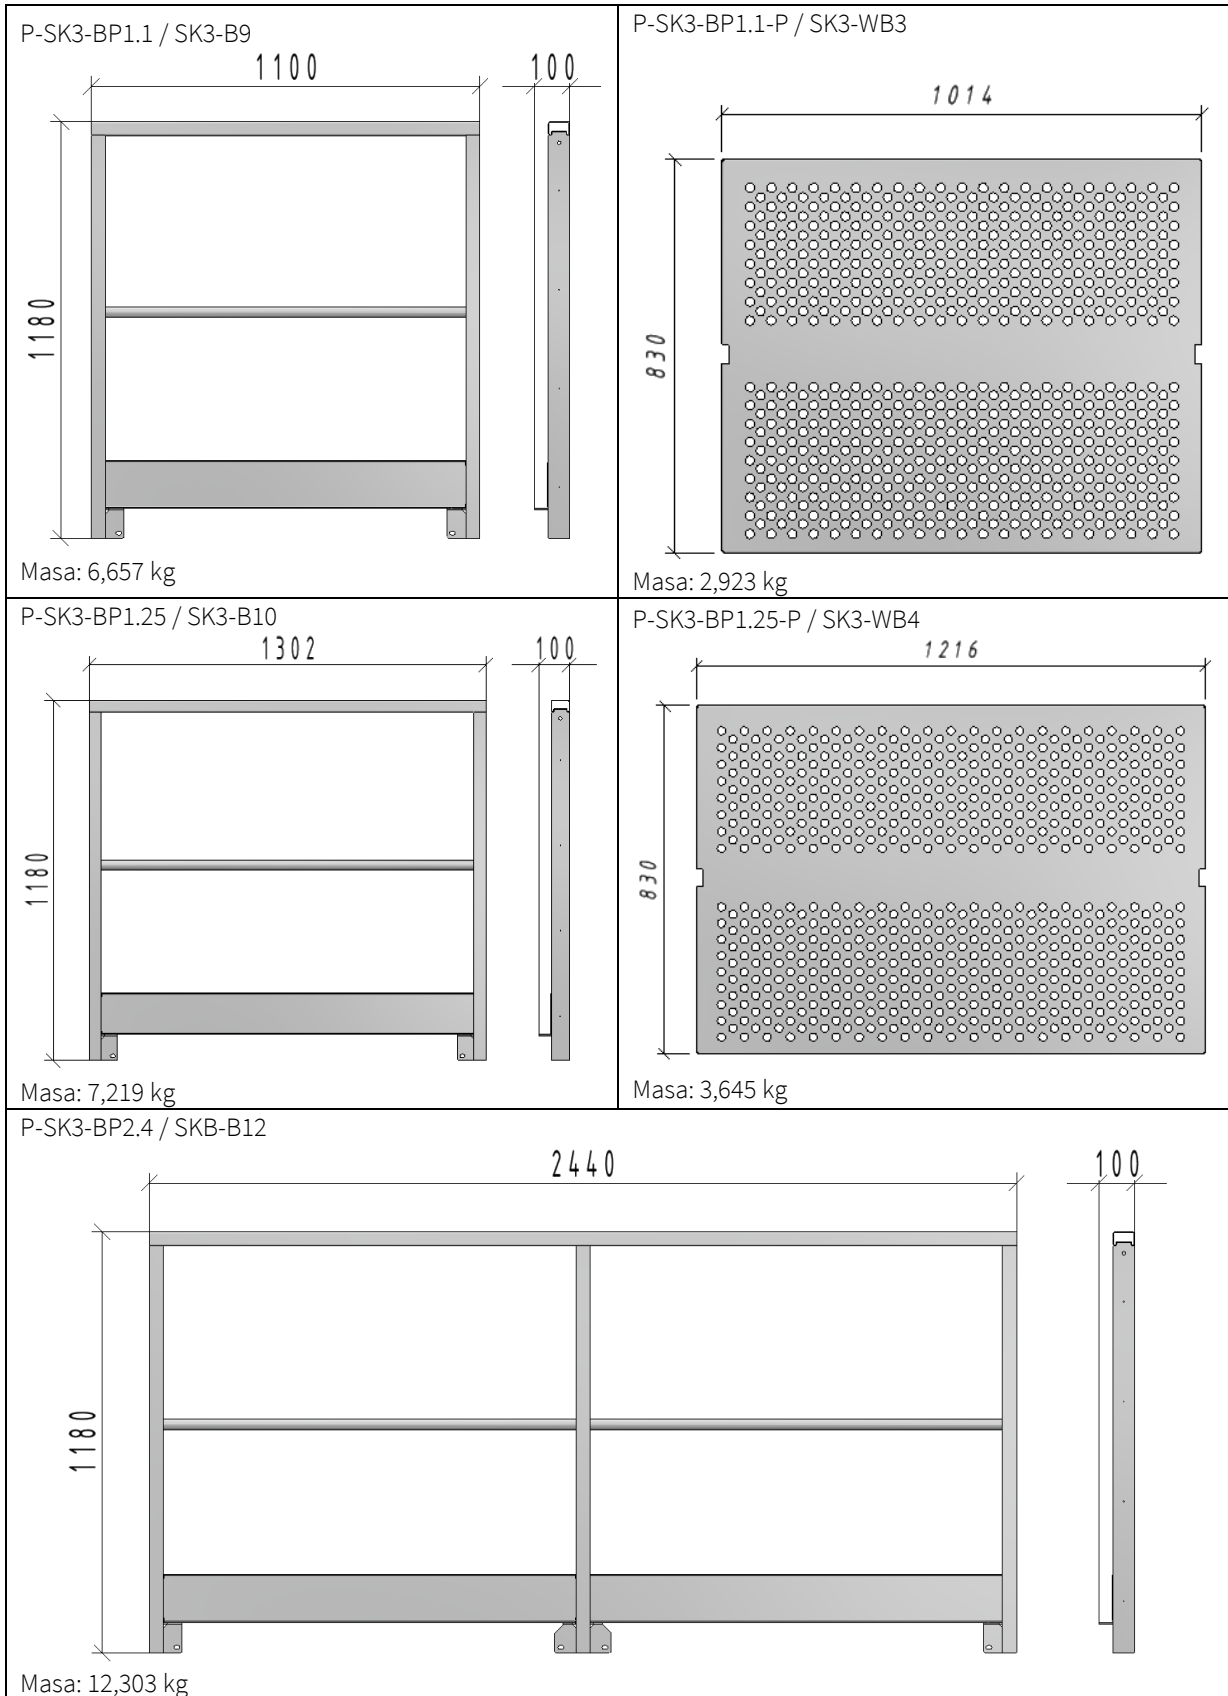 P-SK3-BP1.1 / SK3-B9
1100
100
1180
Masa: 6,657 kg
P-SK3-BP1.1-P / SK3-WB3
1014
830
Masa: 2,923 kg
P-SK3-BP1.25 / SK3-B10
1302
100
1180
Masa: 7,219 kg
P-SK3-BP1.25-P / SK3-WB4
1216
830
Masa: 3,645 kg
P-SK3-BP2.4 / SKB-B12
2440
100
1180
Masa: 12,303 kg